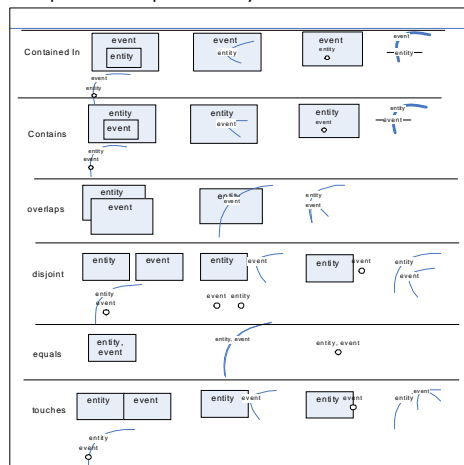 event event event event
Contained In entity entity entity entity
event
entity
entity entity entity entity
Contains event event event event
entity
event
entity entity entity
overlaps event event event
disjoint entity event entity event entity event entity
event
entity
event event entity
equals entity, event entity, event entity, event
touches entity event entity event entity event entity event
entity
event